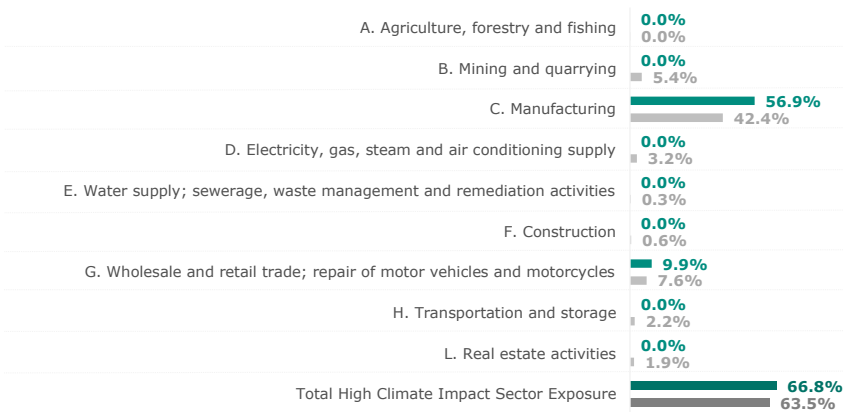 A. Agriculture, forestry and fishing
0.0%
0.0%
B. Mining and quarrying
0.0%
5.4%
C. Manufacturing
56.9%
42.4%
D. Electricity, gas, steam and air conditioning supply
0.0%
3.2%
E. Water supply; sewerage, waste management and remediation activities
0.0%
0.3%
F. Construction
0.0%
0.6%
G. Wholesale and retail trade; repair of motor vehicles and motorcycles
9.9%
7.6%
H. Transportation and storage
0.0%
2.2%
L. Real estate activities
0.0%
1.9%
Total High Climate Impact Sector Exposure
66.8%
63.5%